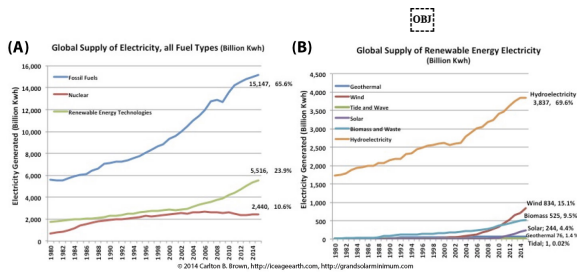 OBJ
(A)
Global Supply of Electricity, all Fuel Types (Billion Kwh)
Electricity Generated (Billion Kwh)
16,000
14,000
12,000
10,000
8,000
6,000
4,000
2,000
0
Fossil Fuels
Nuclear
Renewable Energy Technologies
15,147, 65.6%
5,516, 23.9%
2,440, 10.6%
1980
1982
1984
1986
1988
1990
1992
1994
1996
1998
2000
2002
2004
2006
2008
2010
2012
2014
(B)
Global Supply of Renewable Energy Electricity
(Billion Kwh)
Electricity Generated (Billion Kwh)
4,500
4,000
3,500
3,000
2,500
2,000
1,500
1,000
500
0
Geothermal
Wind
Tide and Wave
Solar
Biomass and Waste
Hydroelectricity
Hydroelectricity
3,837, 69.6%
Wind 834, 15.1%
Biomass 525, 9.5%
Solar; 244, 4.4%
Geothermal 76, 1.4 %
Tidal; 1, 0.02%
1980
1982
1984
1986
1988
1990
1992
1994
1996
1998
2000
2002
2004
2006
2008
2010
2012
2014
© 2014 Carlton B. Brown, http://iceageearth.com, http://grandsolarminimum.com